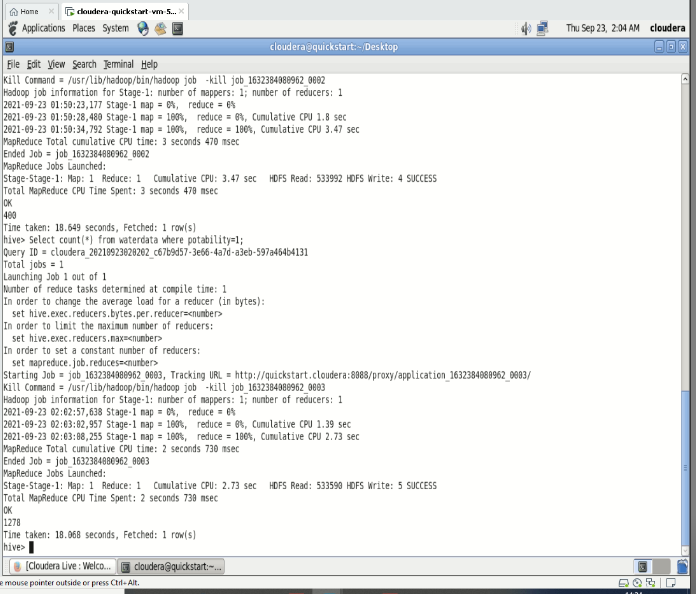 Home × cloudera-quickstart-vm-5... ×
Applications Places System Thu Sep 23, 2:04 AM cloudera
cloudera@quickstart:~/Desktop
File Edit View Search Terminal Help
Kill Command = /usr/lib/hadoop/bin/hadoop job  -kill job_1632384080962_0002
Hadoop job information for Stage-1: number of mappers: 1; number of reducers: 1
2021-09-23 01:50:23,177 Stage-1 map = 0%,  reduce = 0%
2021-09-23 01:50:28,480 Stage-1 map = 100%,  reduce = 0%, Cumulative CPU 1.8 sec
2021-09-23 01:50:34,792 Stage-1 map = 100%,  reduce = 100%, Cumulative CPU 3.47 sec
MapReduce Total cumulative CPU time: 3 seconds 470 msec
Ended Job = job_1632384080962_0002
MapReduce Jobs Launched:
Stage-Stage-1: Map: 1  Reduce: 1   Cumulative CPU: 3.47 sec   HDFS Read: 533992 HDFS Write: 4 SUCCESS
Total MapReduce CPU Time Spent: 3 seconds 470 msec
OK
400
Time taken: 18.649 seconds, Fetched: 1 row(s)
hive> Select count(*) from waterdata where potability=1;
Query ID = cloudera_20210923020202_c67b9d57-3e66-4a7d-a3eb-597a464b4131
Total jobs = 1
Launching Job 1 out of 1
Number of reduce tasks determined at compile time: 1
In order to change the average load for a reducer (in bytes):
  set hive.exec.reducers.bytes.per.reducer=<number>
In order to limit the maximum number of reducers:
  set hive.exec.reducers.max=<number>
In order to set a constant number of reducers:
  set mapreduce.job.reduces=<number>
Starting Job = job_1632384080962_0003, Tracking URL = http://quickstart.cloudera:8088/proxy/application_1632384080962_0003/
Kill Command = /usr/lib/hadoop/bin/hadoop job  -kill job_1632384080962_0003
Hadoop job information for Stage-1: number of mappers: 1; number of reducers: 1
2021-09-23 02:02:57,638 Stage-1 map = 0%,  reduce = 0%
2021-09-23 02:03:02,957 Stage-1 map = 100%,  reduce = 0%, Cumulative CPU 1.39 sec
2021-09-23 02:03:08,255 Stage-1 map = 100%,  reduce = 100%, Cumulative CPU 2.73 sec
MapReduce Total cumulative CPU time: 2 seconds 730 msec
Ended Job = job_1632384080962_0003
MapReduce Jobs Launched:
Stage-Stage-1: Map: 1  Reduce: 1   Cumulative CPU: 2.73 sec   HDFS Read: 533590 HDFS Write: 5 SUCCESS
Total MapReduce CPU Time Spent: 2 seconds 730 msec
OK
1278
Time taken: 18.068 seconds, Fetched: 1 row(s)
hive>
[Cloudera Live : Welco... cloudera@quickstart:~...
e mouse pointer outside or press Ctrl+Alt.